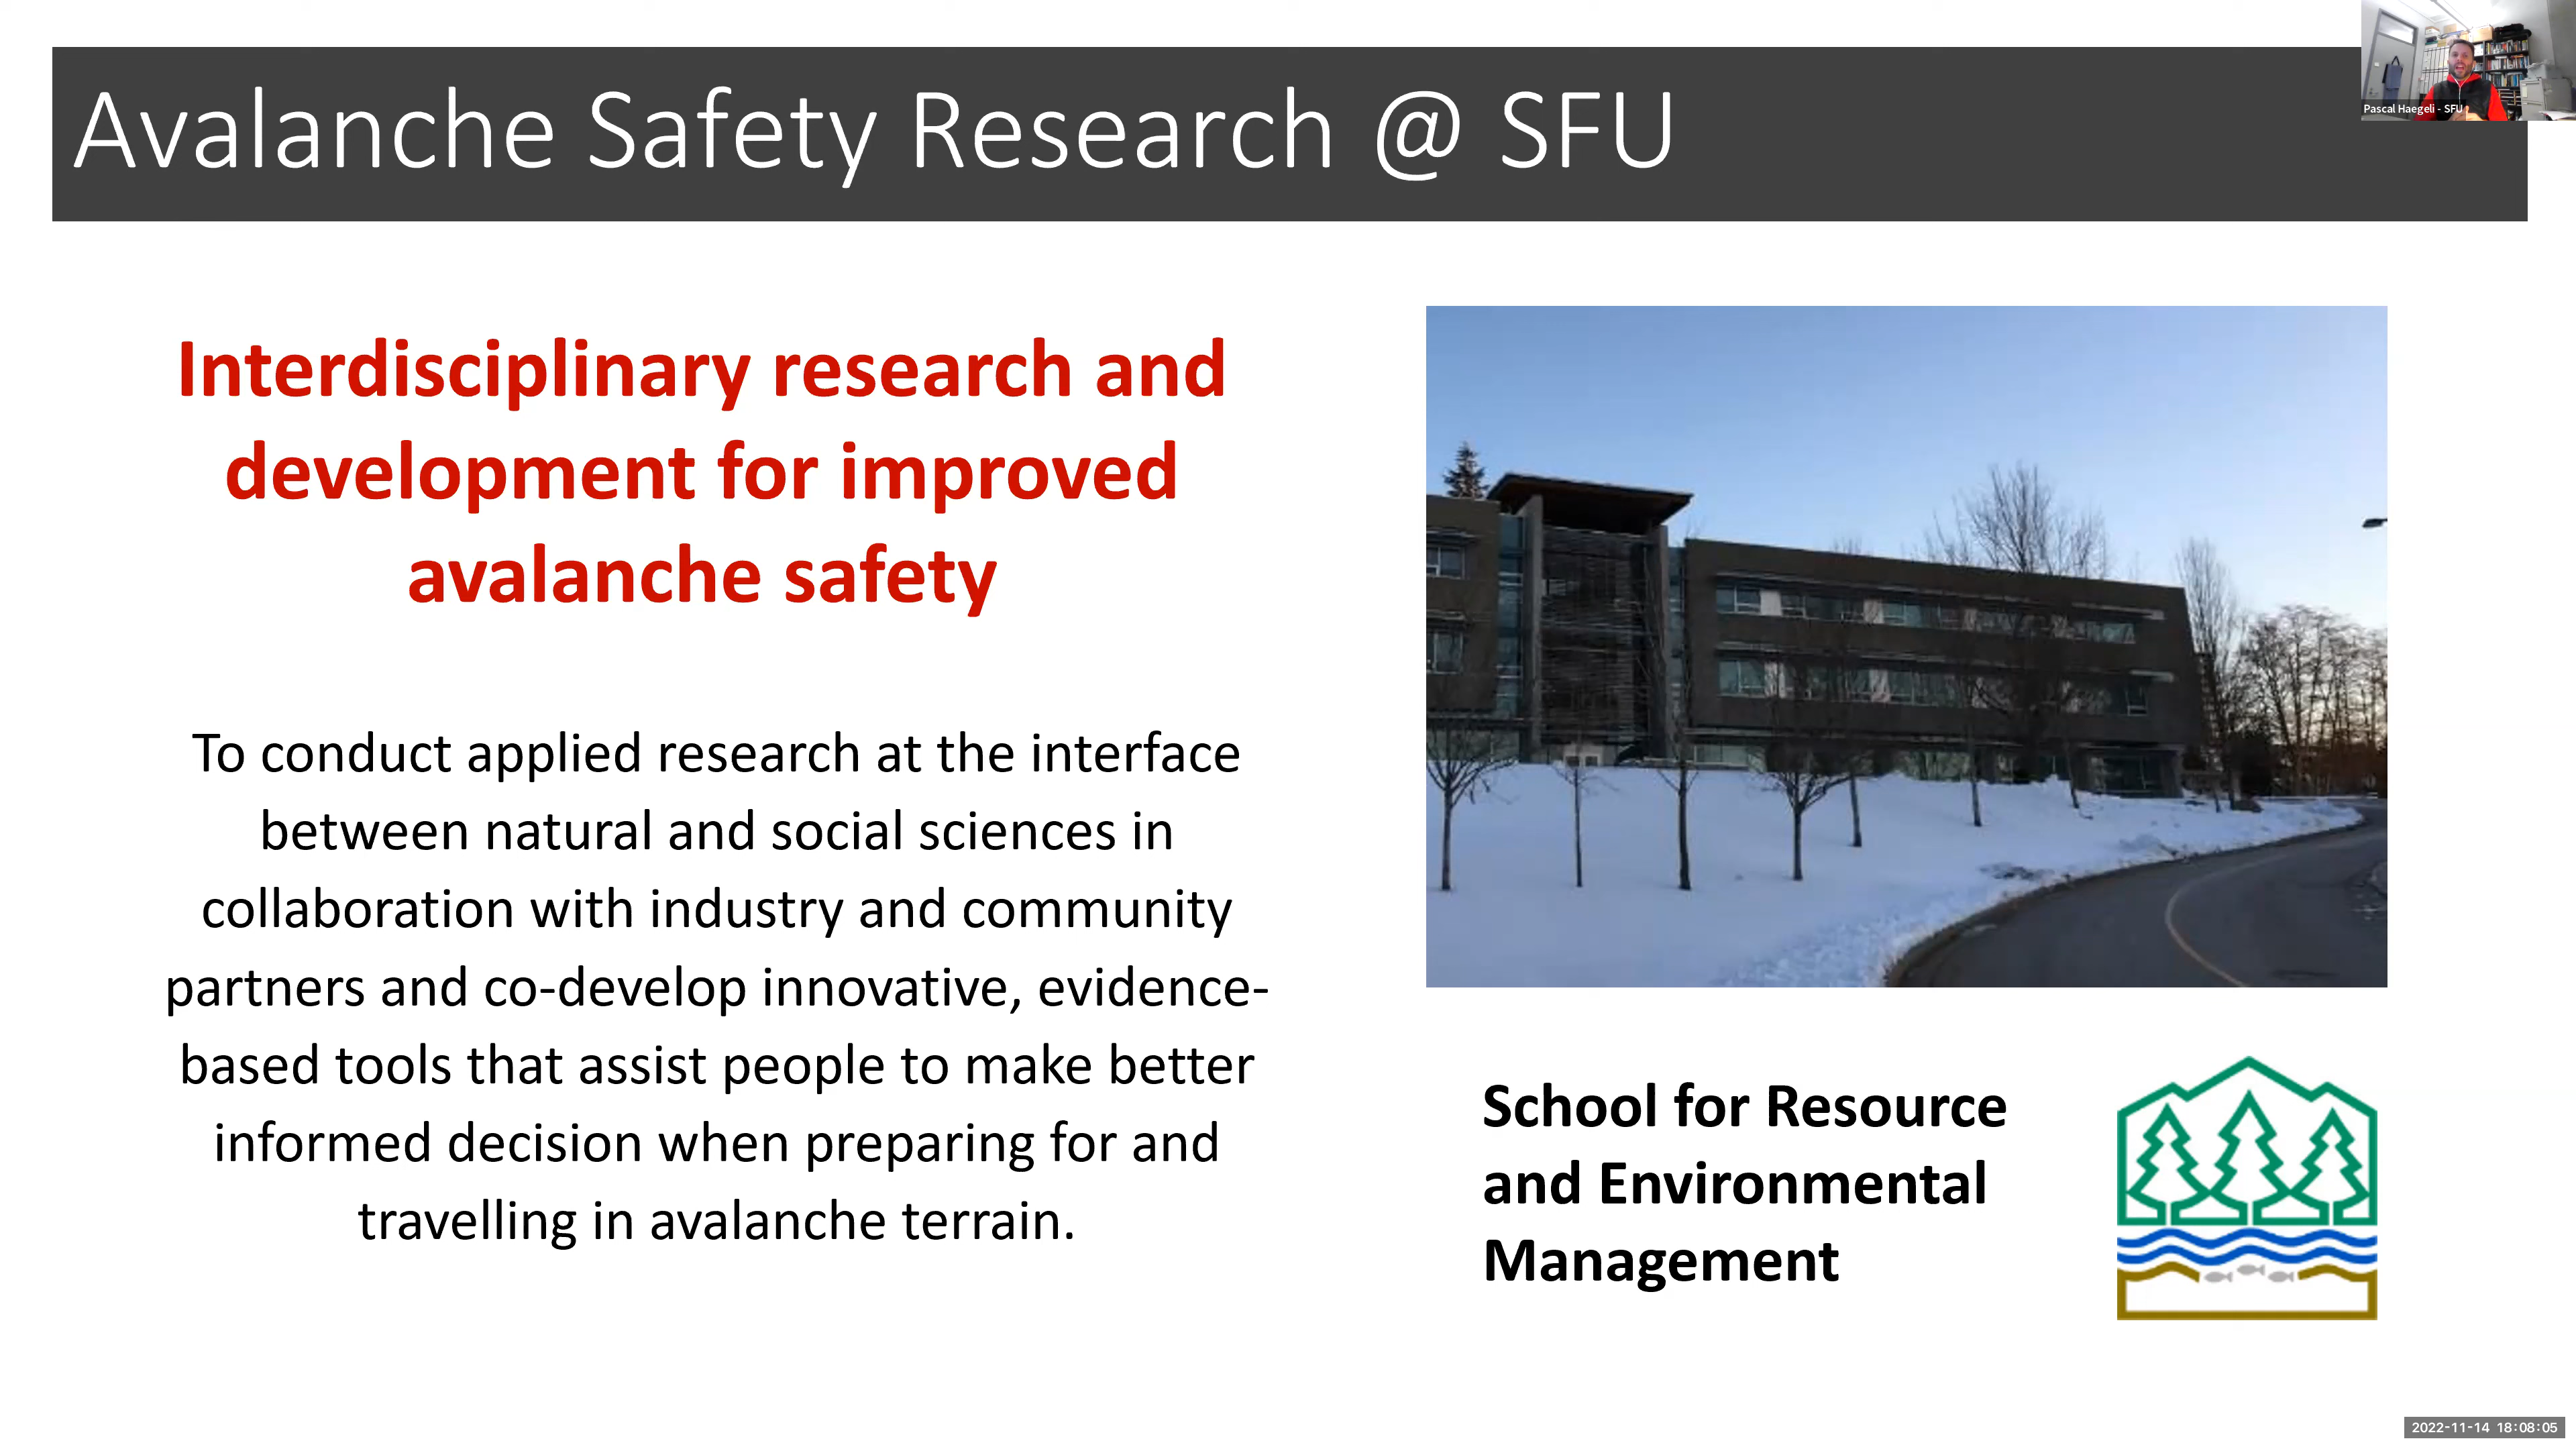 Avalanche Safety Research @ SFU
Pascal Haegeli - SFU
Interdisciplinary research and
development for improved
avalanche safety
To conduct applied research at the interface
between natural and social sciences in
collaboration with industry and community
partners and co-develop innovative, evidence-
based tools that assist people to make better
informed decision when preparing for and
travelling in avalanche terrain.
School for Resource
and Environmental
Management
2022-11-14 18:08:05